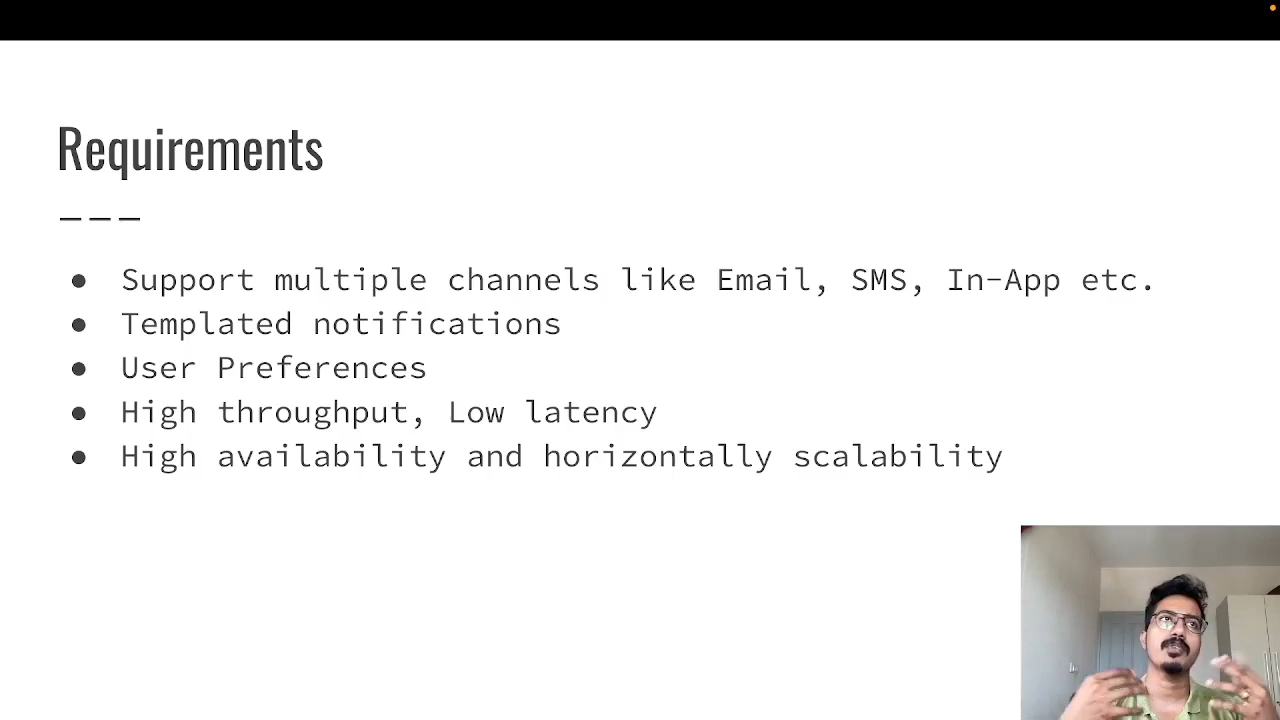 Requirements
● Support multiple channels like Email, SMS, In-App etc.
● Templated notifications
● User Preferences
● High throughput, Low latency
● High availability and horizontally scalability